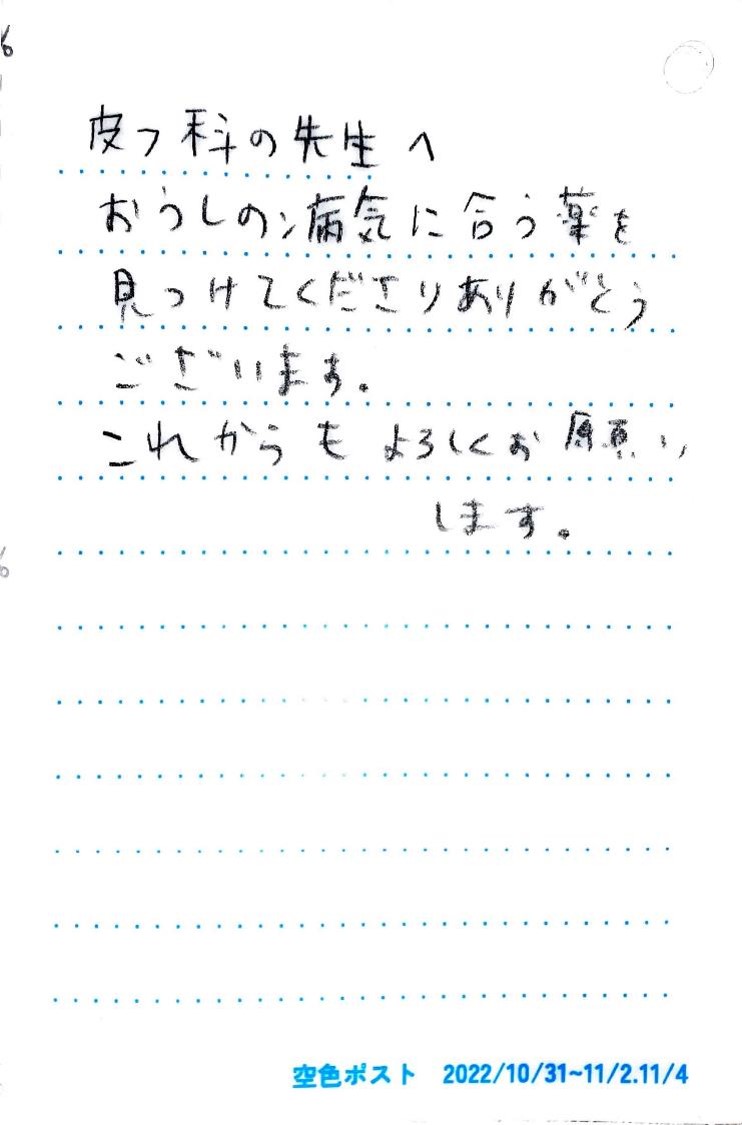 皮フ科の先生へ
おうしの病気に合う薬を
見つけてくださりありがとう
ございます。
これからもよろしくお願い
します。
空色ポスト 2022/10/31~11/2.11/4